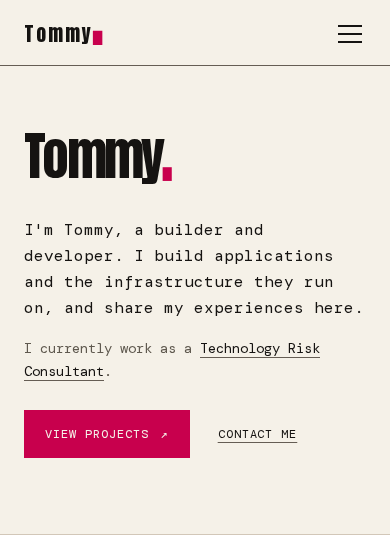 Tommy.
Tommy.
I'm Tommy, a builder and
developer. I build applications
and the infrastructure they run
on, and share my experiences here.
I currently work as a Technology Risk
Consultant.
VIEW PROJECTS ↗
CONTACT ME